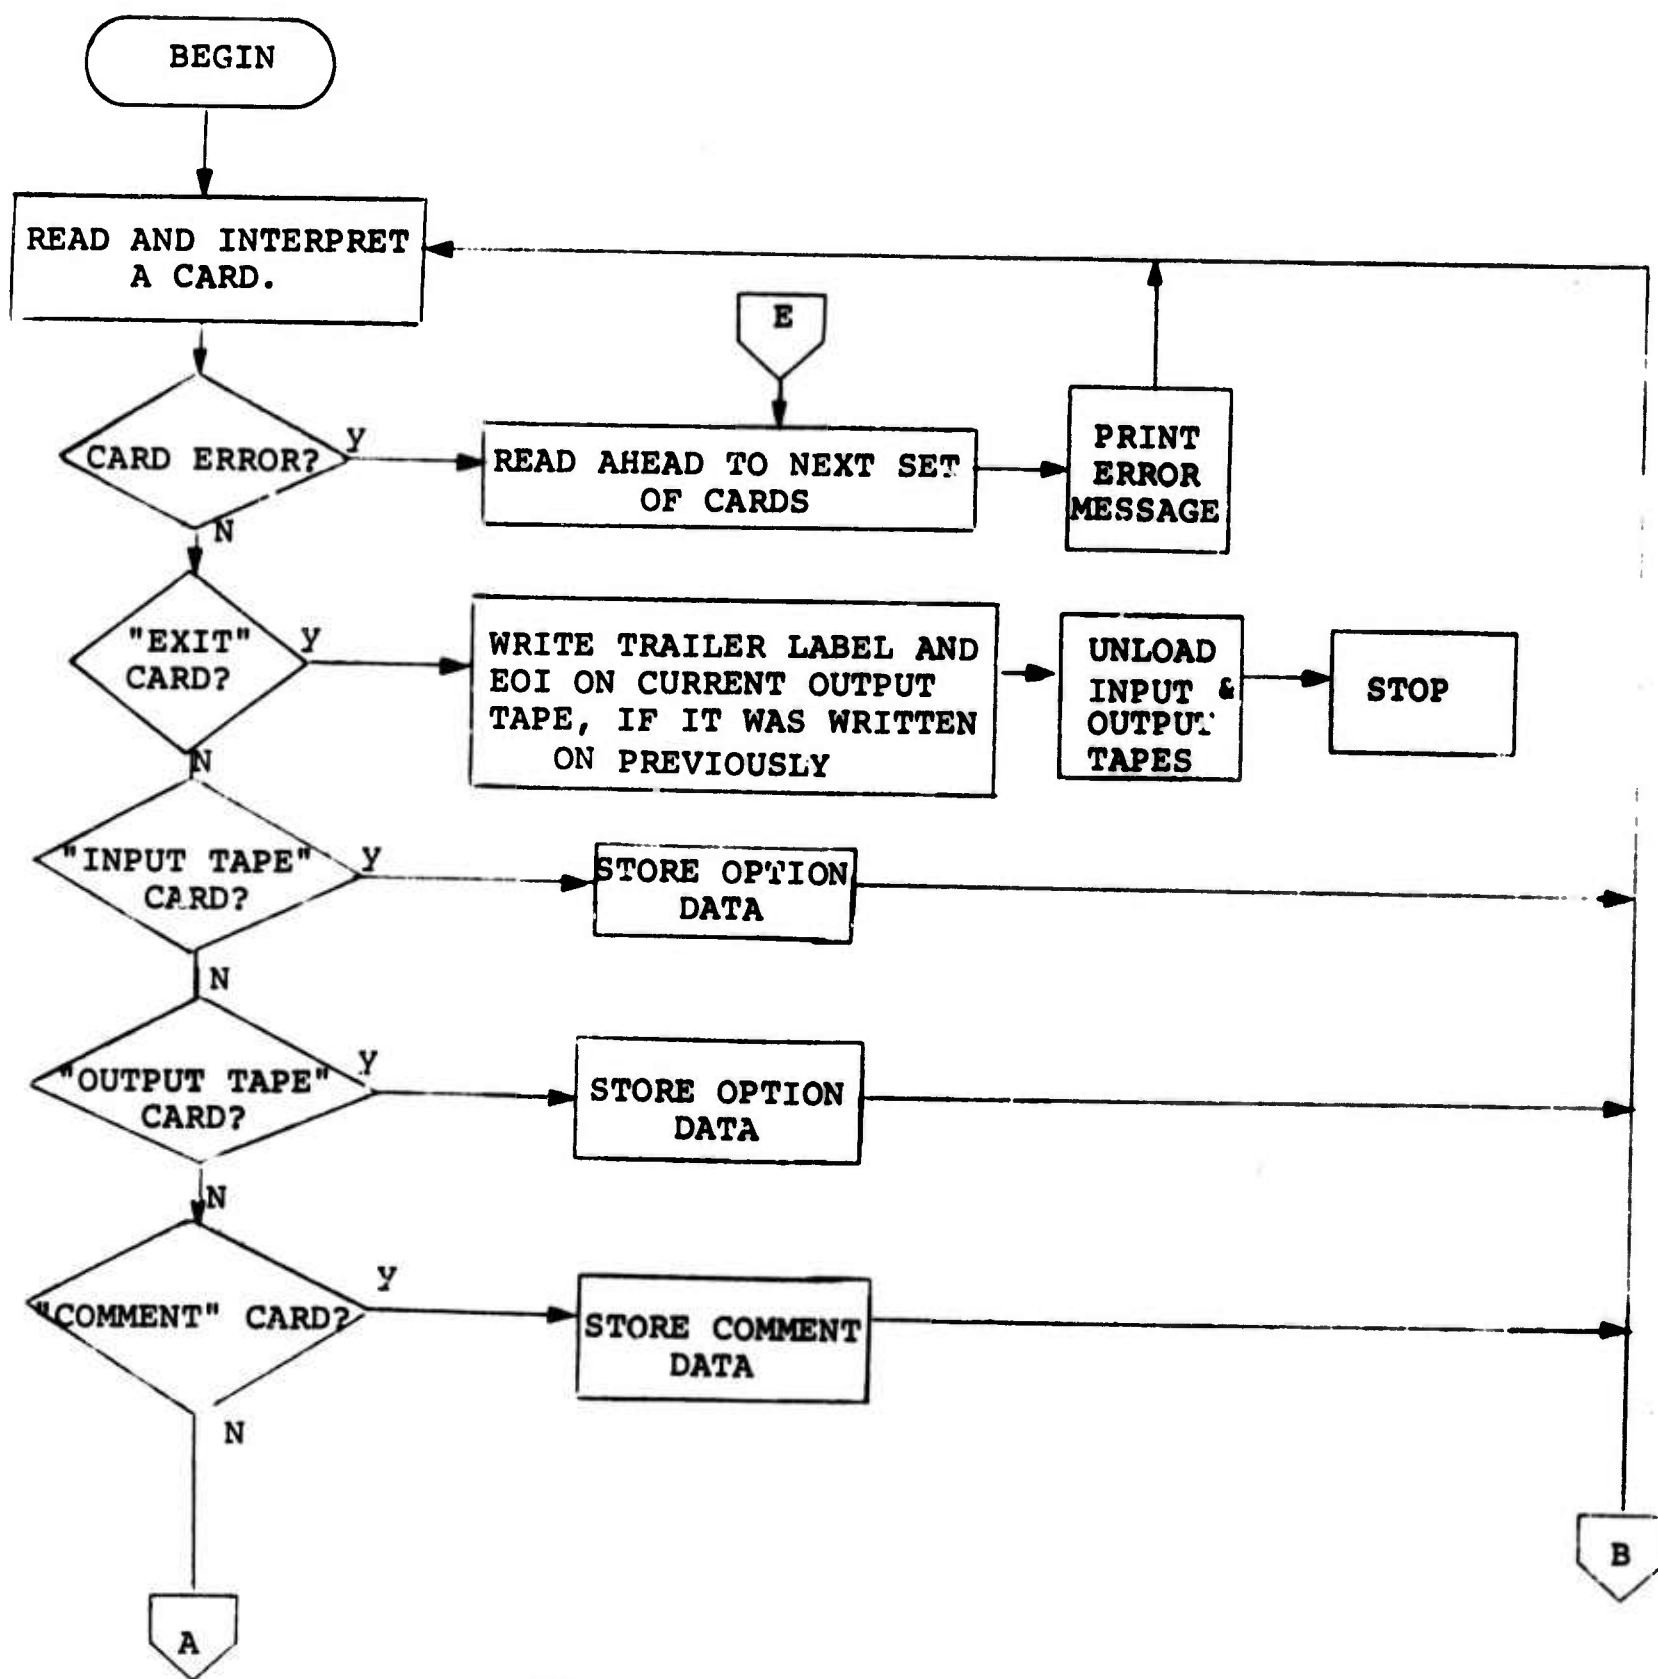 BEGIN
READ AND INTERPRET
A CARD.
E
CARD ERROR?
y
READ AHEAD TO NEXT SET
OF CARDS
PRINT
ERROR
MESSAGE
N
"EXIT"
CARD?
y
WRITE TRAILER LABEL AND
EOI ON CURRENT OUTPUT
TAPE, IF IT WAS WRITTEN
ON PREVIOUSLY
UNLOAD
INPUT &
OUTPUT
TAPES
STOP
N
"INPUT TAPE"
CARD?
y
STORE OPTION
DATA
N
"OUTPUT TAPE"
CARD?
y
STORE OPTION
DATA
N
"COMMENT" CARD?
y
STORE COMMENT
DATA
N
A
B